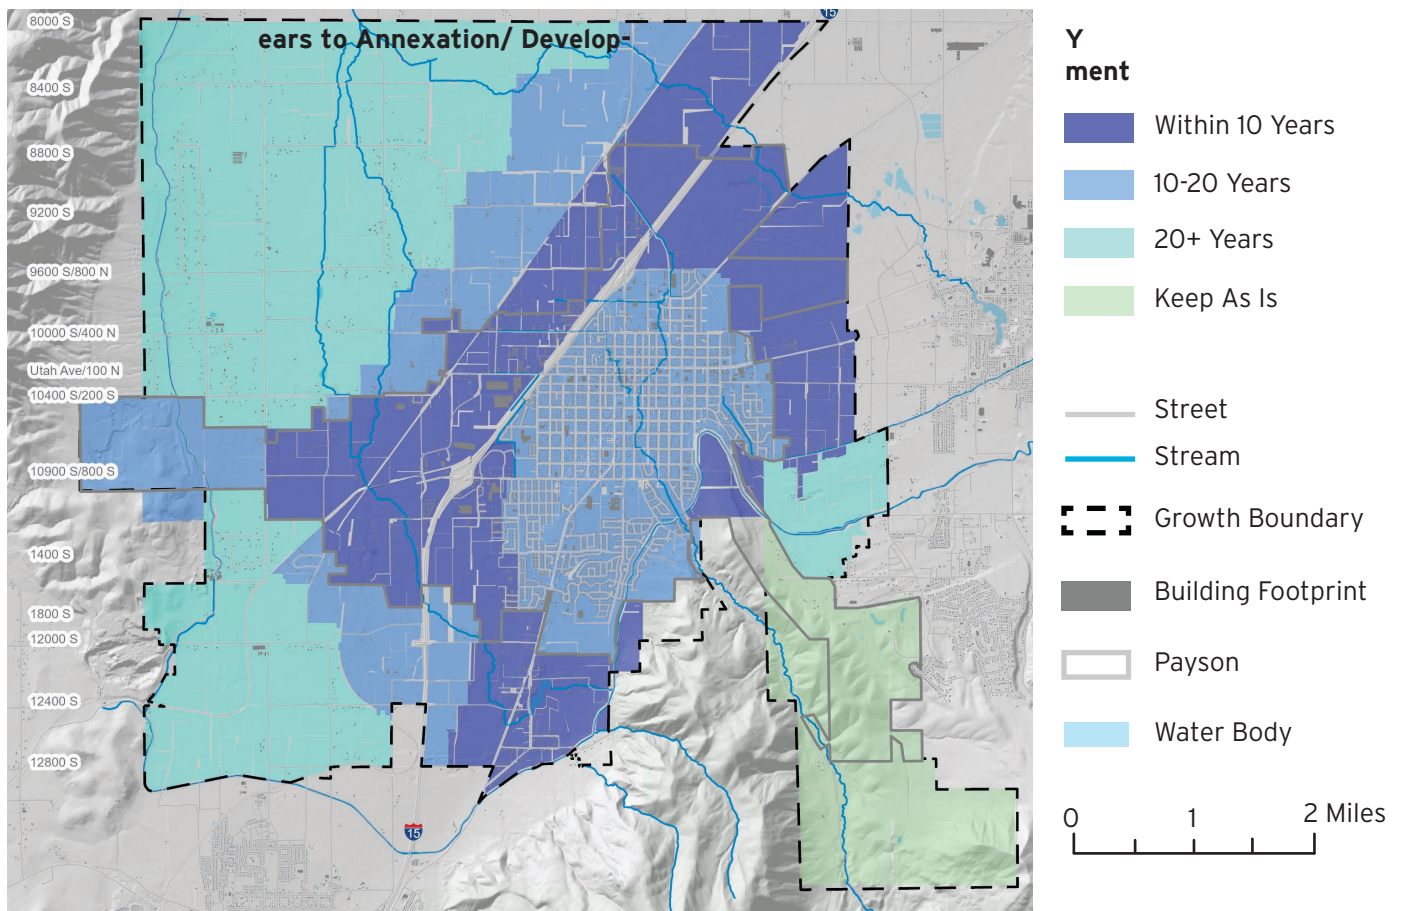 15
8000 S
ears to Annexation/ Develop-
8400 S
8800 S
9200 S
9600 S/800 N
10000 S/400 N
Utah Ave/100 N
10400 S/200 S
10900 S/800 S
1400 S
1800 S
12000 S
12400 S
12800 S
15
Y
ment
Within 10 Years
10-20 Years
20+ Years
Keep As Is
Street
Stream
Growth Boundary
Building Footprint
Payson
Water Body
0 1 2 Miles